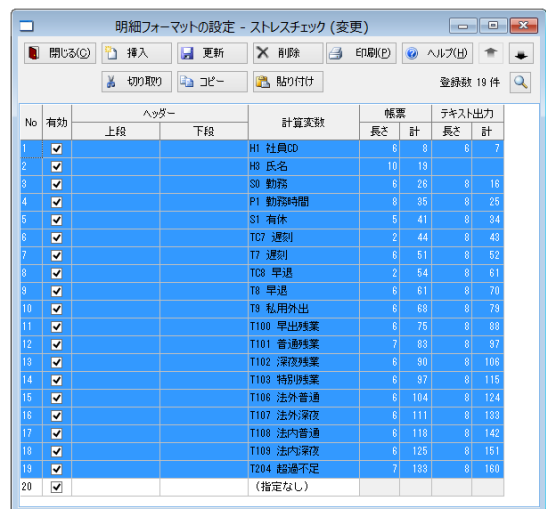 明細フォーマットの設定 - ストレスチェック (変更)
閉じる(C) 挿入 更新 削除 印刷(P) ヘルプ(H)
切り取り コピー 貼り付け 登録数 19 件
No 有効 ヘッダー 計算変数 帳票 テキスト出力
上段 下段 長さ 計 長さ 計
1 H1 社員CD 6 8 6 7
2 H3 氏名 10 19
3 S0 勤務 6 26 8 16
4 P1 勤務時間 8 35 8 25
5 S1 有休 5 41 8 34
6 TC7 遅刻 2 44 8 43
7 T7 遅刻 6 51 8 52
8 TC8 早退 2 54 8 61
9 T8 早退 6 61 8 70
10 T9 私用外出 6 68 8 79
11 T100 早出残業 6 75 8 88
12 T101 普通残業 7 83 8 97
13 T102 深夜残業 6 90 8 106
14 T103 特別残業 6 97 8 115
15 T106 法外普通 6 104 8 124
16 T107 法外深夜 6 111 8 133
17 T108 法内普通 6 118 8 142
18 T109 法内深夜 6 125 8 151
19 T204 超過不足 7 133 8 160
20 (指定なし)